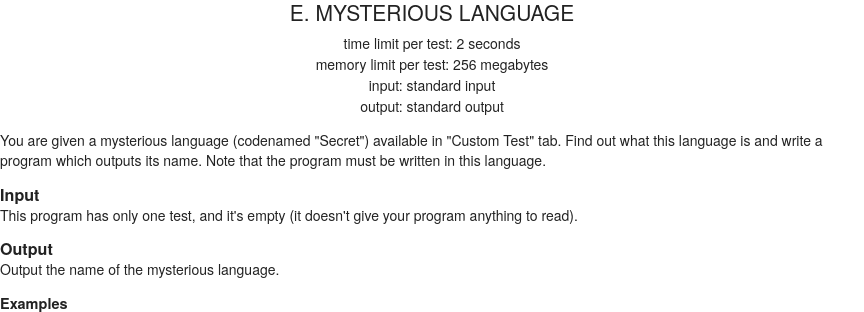 E. MYSTERIOUS LANGUAGE
time limit per test: 2 seconds
memory limit per test: 256 megabytes
input: standard input
output: standard output
You are given a mysterious language (codenamed "Secret") available in "Custom Test" tab. Find out what this language is and write a
program which outputs its name. Note that the program must be written in this language.
Input
This program has only one test, and it's empty (it doesn't give your program anything to read).
Output
Output the name of the mysterious language.
Examples